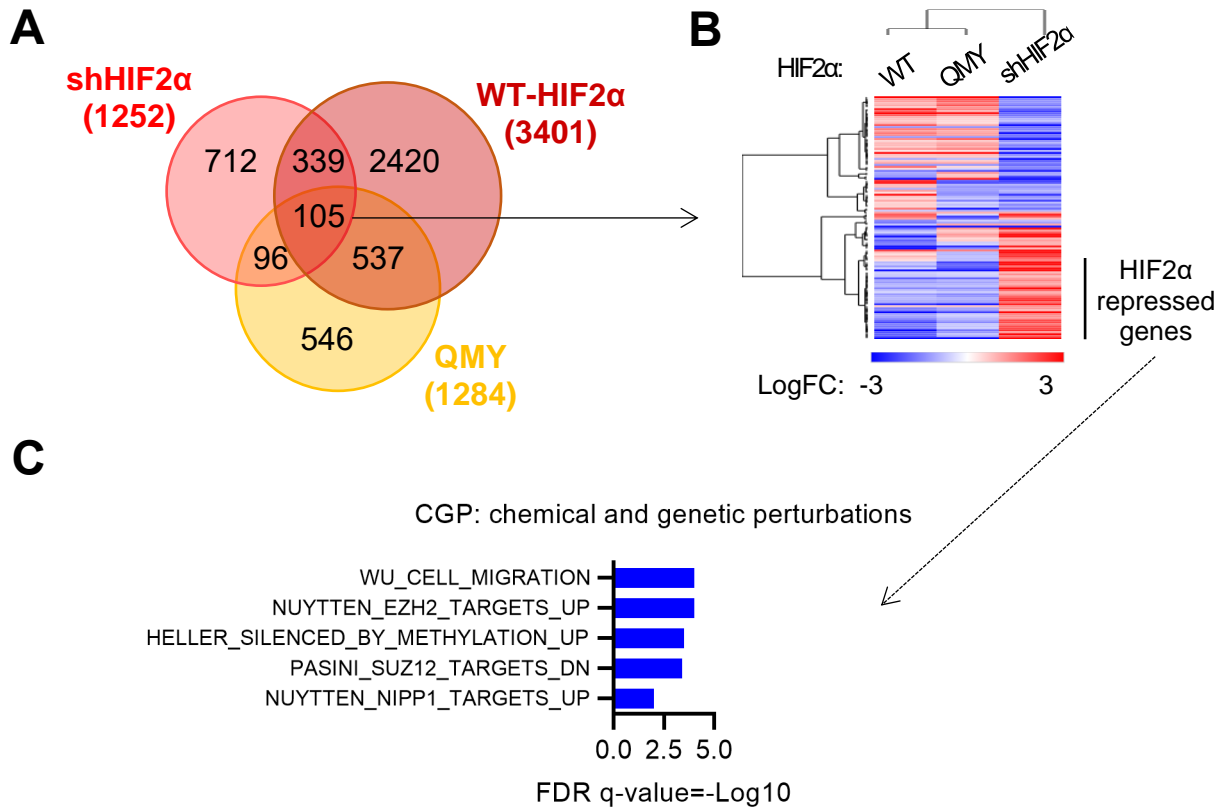 A
shHIF2α
(1252)
WT-HIF2α
(3401)
712
339
2420
105
96
537
546
QMY
(1284)
B
HIF2α:
WT
QMY
shHIF2α
HIF2α
repressed
genes
LogFC: -3 3
C
CGP: chemical and genetic perturbations
WU_CELL_MIGRATION
NUYTTEN_EZH2_TARGETS_UP
HELLER_SILENCED_BY_METHYLATION_UP
PASINI_SUZ12_TARGETS_DN
NUYTTEN_NIPP1_TARGETS_UP
0.0 2.5 5.0
FDR q-value=-Log10